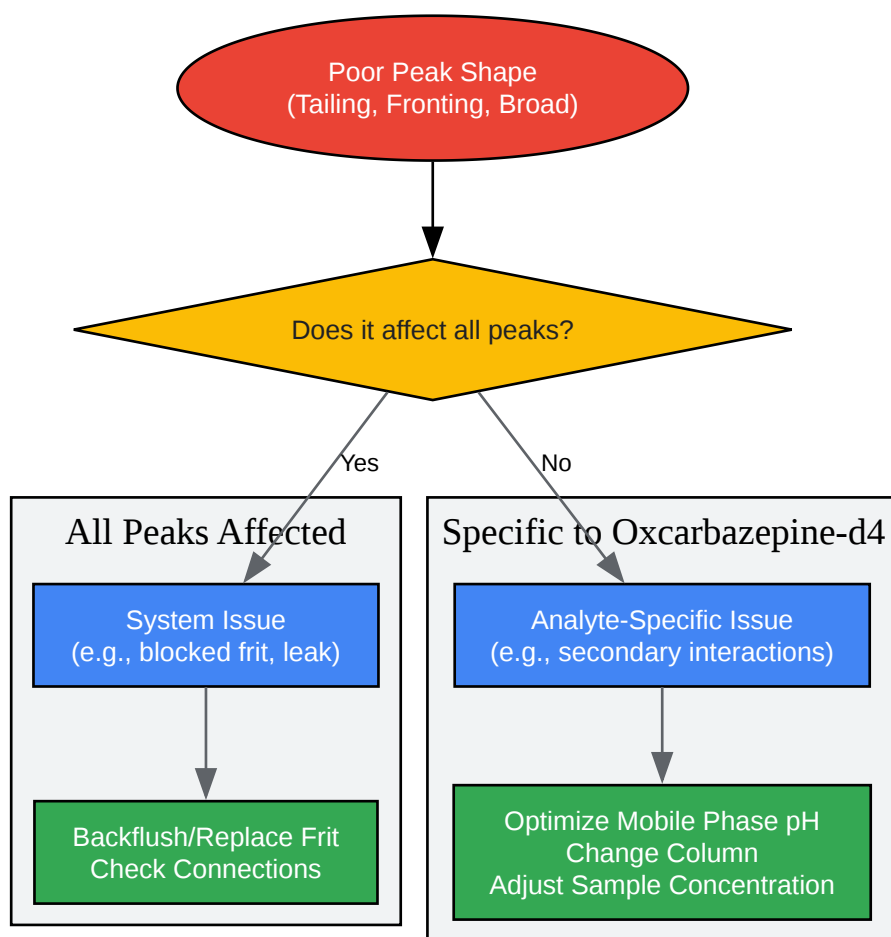 Poor Peak Shape
(Tailing, Fronting, Broad)
Does it affect all peaks?
Yes
No
All Peaks Affected
System Issue
(e.g., blocked frit, leak)
Backflush/Replace Frit
Check Connections
Specific to Oxcarbazepine-d4
Analyte-Specific Issue
(e.g., secondary interactions)
Optimize Mobile Phase pH
Change Column
Adjust Sample Concentration